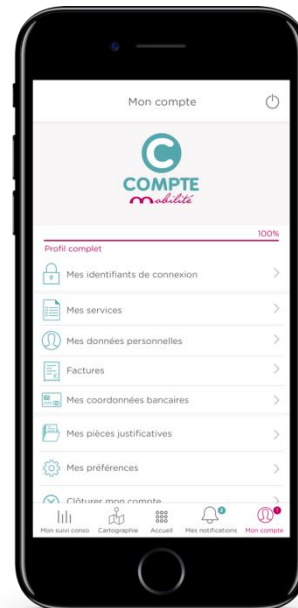 Mon compte
C
COMPTE
mobilité
100%
Profil complet
Mes identifiants de connexion
Mes services
Mes données personnelles
Factures
Mes coordonnées bancaires
Mes pièces justificatives
Mes préférences
Clôturer mon compte
Mon suivi conso Cartographie Accueil Mes notifications Mon compte